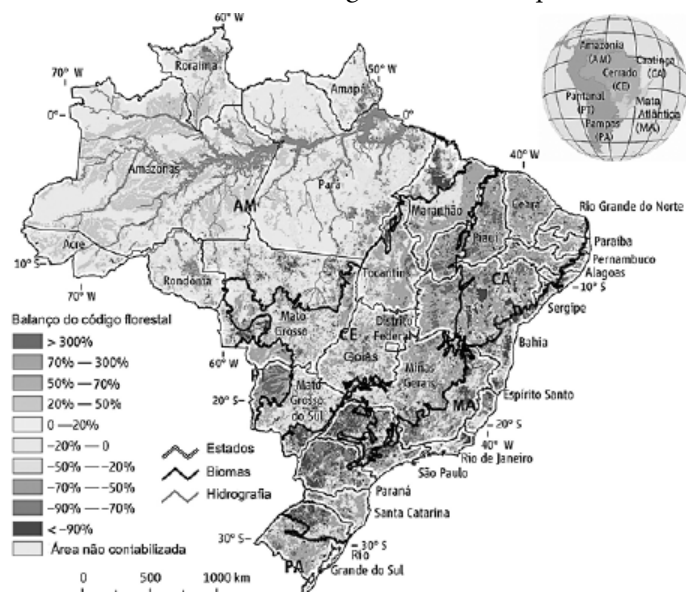 60° W
Roraima
70° W
50° W
Amapá
0°
0°
Amazonas
Pará
AM
Acre
10° S
70° W
Rondônia
Amazonia
(AM)
Caatinga
(CA)
Cerrado
(CE)
Pantanal
(PT)
Mata
Atlântica
(MA)
Pampas
(PA)
40° W
Maranhão
Ceará
Rio Grande do Norte
Piauí
Paraíba
Pernambuco
Alagoas
10° S
Sergipe
CA
Tocantins
Bahia
Mato
Grosso
Distrito
Federal
CE
Goiás
60° W
Minas
Gerais
Mato
Grosso
do Sul
20° S
MA
Espírito Santo
20° S
40° W
Rio de Janeiro
São Paulo
Paraná
Santa Catarina
30° S
30° S
Rio
Grande do Sul
PA
Balanço do código florestal
> 300%
70% — 300%
50% — 70%
20% — 50%
0 —20%
−20% — 0
−50% — −20%
−70% — −50%
−90% — −70%
< −90%
Área não contabilizada
Estados
Biomas
Hidrografia
0 500 1000 km